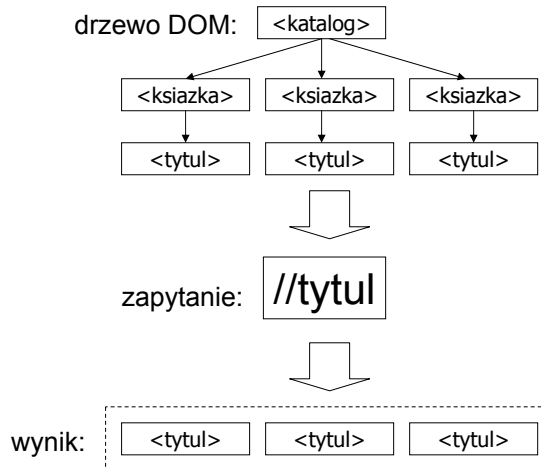 drzewo DOM: <katalog>
<ksiazka> <ksiazka> <ksiazka>
<tytul> <tytul> <tytul>
zapytanie: //tytul
wynik: <tytul> <tytul> <tytul>